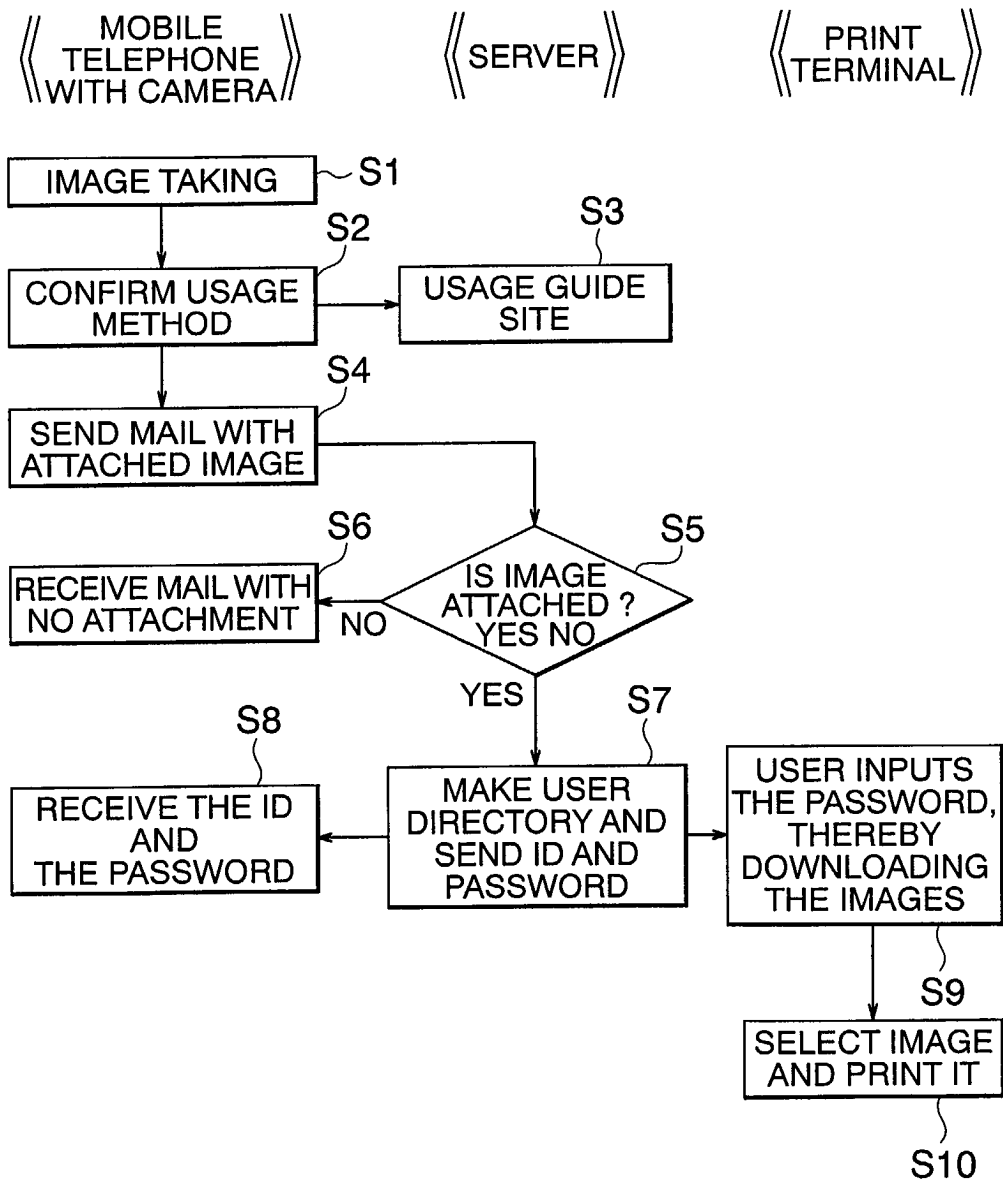 MOBILE
TELEPHONE
WITH CAMERA
SERVER
PRINT
TERMINAL
IMAGE TAKING
S1
S2
CONFIRM USAGE
METHOD
S3
USAGE GUIDE
SITE
S4
SEND MAIL WITH
ATTACHED IMAGE
S5
IS IMAGE
ATTACHED ?
YES NO
NO
YES
S6
RECEIVE MAIL WITH
NO ATTACHMENT
S7
MAKE USER
DIRECTORY AND
SEND ID AND
PASSWORD
S8
RECEIVE THE ID
AND
THE PASSWORD
USER INPUTS
THE PASSWORD,
THEREBY
DOWNLOADING
THE IMAGES
S9
SELECT IMAGE
AND PRINT IT
S10